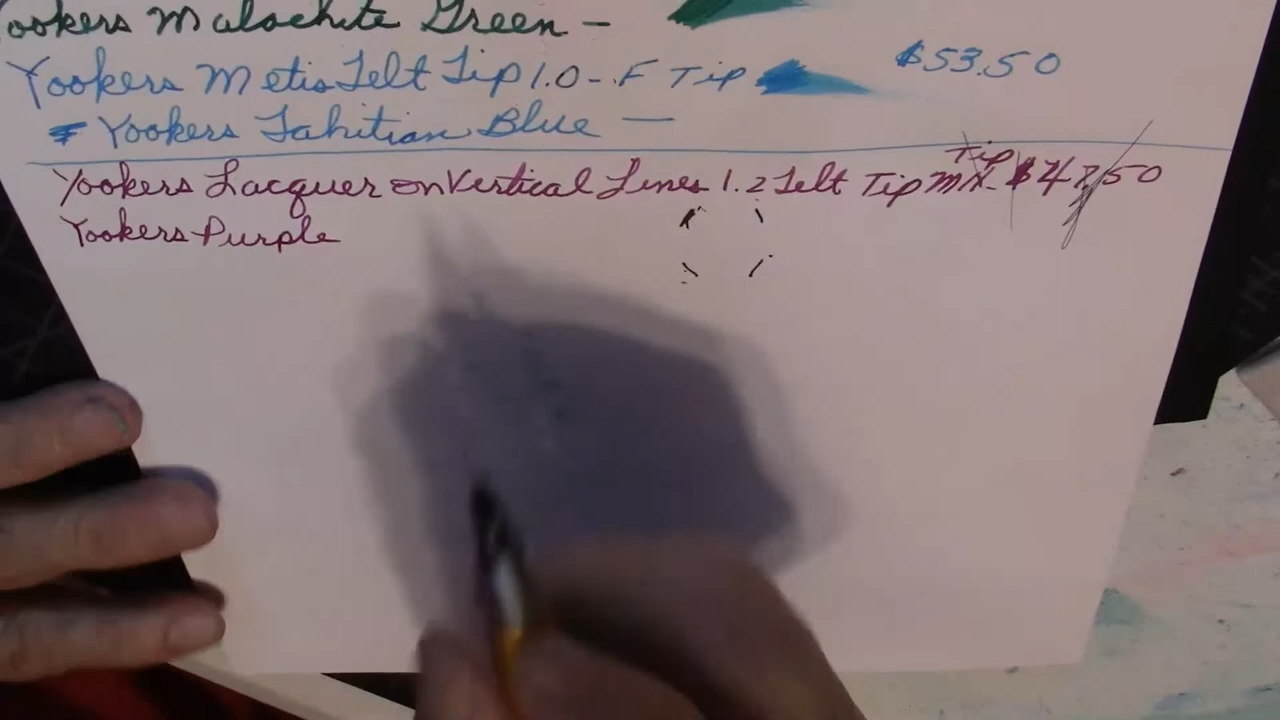 ookers Malachite Green –
Yookers Metis Felt Tip 1.0 - F Tip $53.50
Yookers Tahitian Blue —
Yookers Lacquer on Vertical Lines 1.2 Felt Tip
Yookers Purple